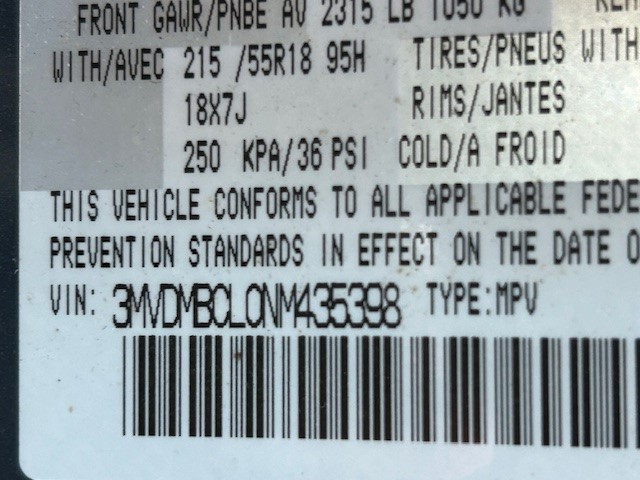 FRONT GAWR/PNBE AV 2315 LB 1050 KG
WITH/AVEC 215 /55R18 95H TIRES/PNEUS WITH
18X7J RIMS/JANTES
250 KPA/36 PSI COLD/A FROID
THIS VEHICLE CONFORMS TO ALL APPLICABLE FEDE
PREVENTION STANDARDS IN EFFECT ON THE DATE O
VIN: 3MVDMBCL0NM435398 TYPE:MPV